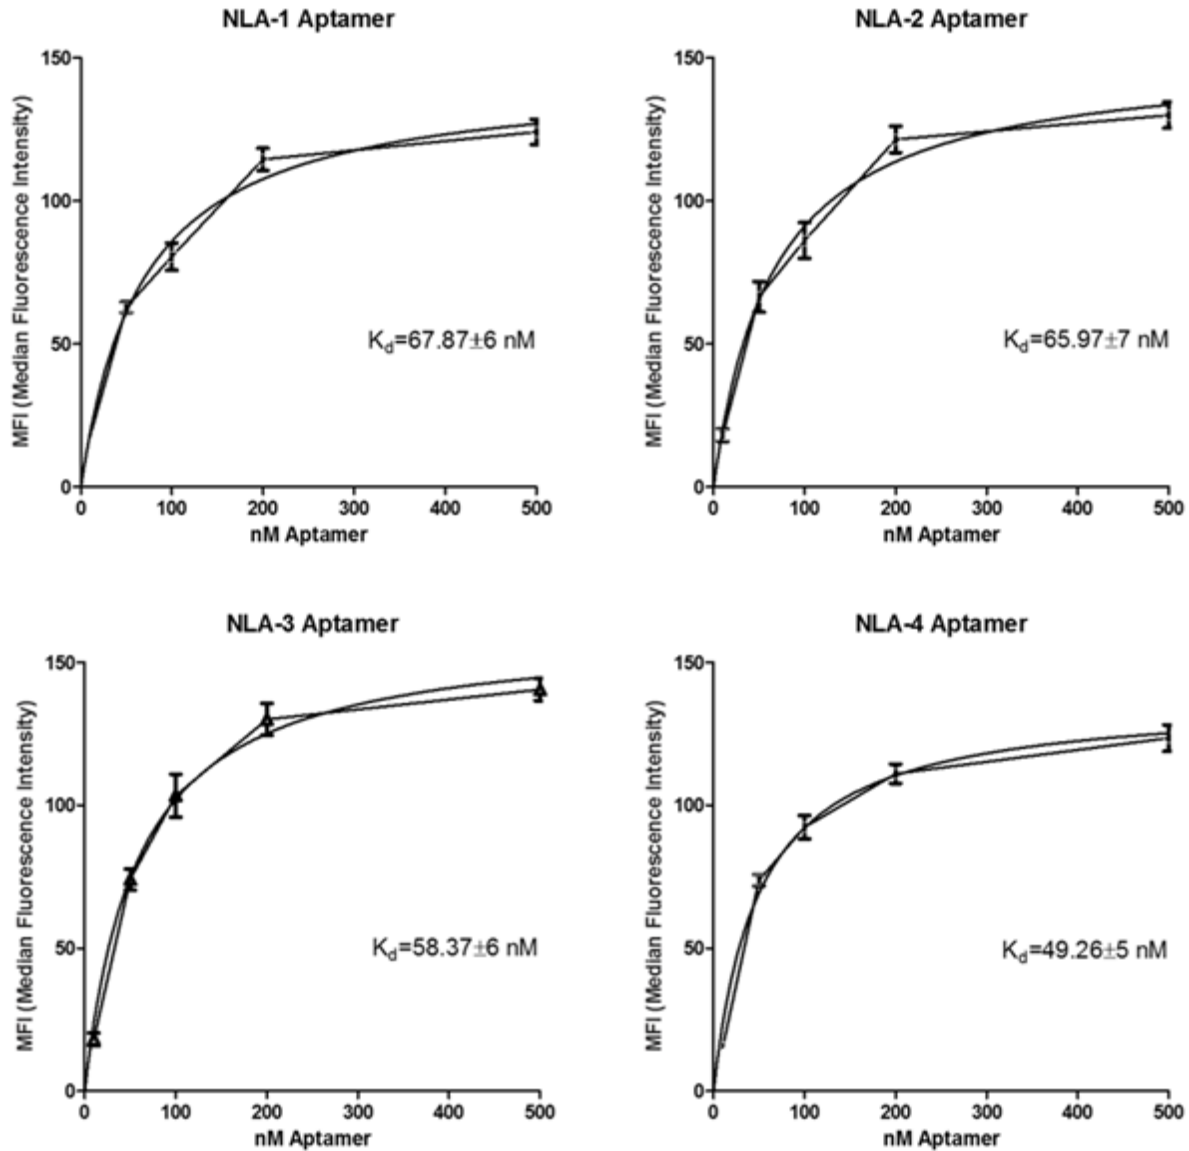 NLA-1 Aptamer
MFI (Median Fluorescence Intensity)
150
100
50
0
K_d=67.87±6 nM
0 100 200 300 400 500
nM Aptamer
NLA-2 Aptamer
MFI (Median Fluorescence Intensity)
150
100
50
0
K_d=65.97±7 nM
0 100 200 300 400 500
nM Aptamer
NLA-3 Aptamer
MFI (Median Fluorescence Intensity)
150
100
50
0
K_d=58.37±6 nM
0 100 200 300 400 500
nM Aptamer
NLA-4 Aptamer
MFI (Median Fluorescence Intensity)
150
100
50
0
K_d=49.26±5 nM
0 100 200 300 400 500
nM Aptamer